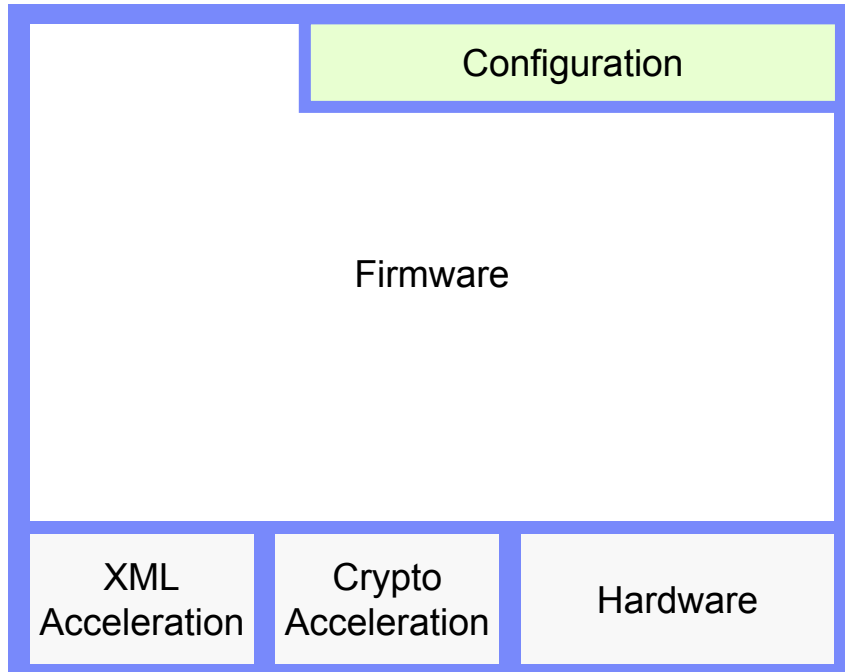 Configuration
Firmware
XML
Acceleration
Crypto
Acceleration
Hardware